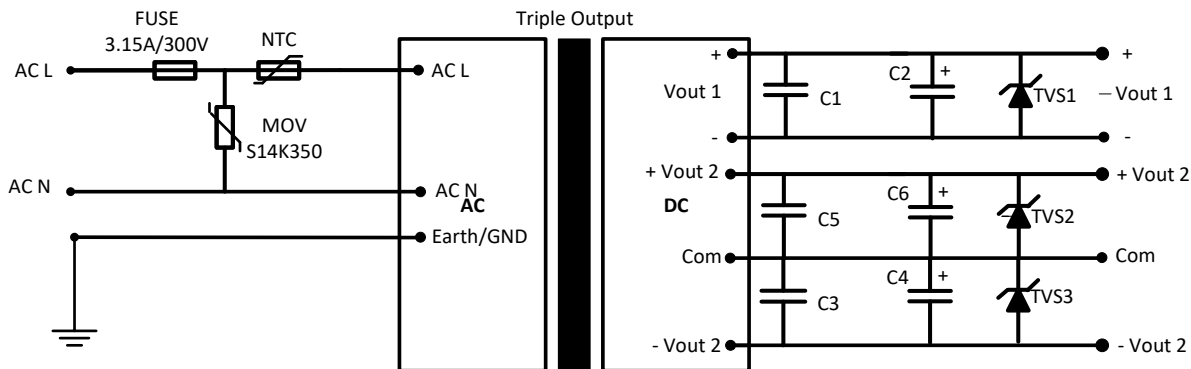 Triple Output
FUSE
3.15A/300V
NTC
AC L
AC L
MOV
S14K350
AC N
AC N
AC
Earth/GND
DC
+
Vout 1
-
C1
C2
+
TVS1
+
Vout 1
-
+ Vout 2
C5
C6
+
TVS2
+ Vout 2
Com
Com
C3
C4
+
TVS3
- Vout 2
- Vout 2